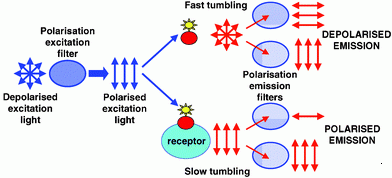 Polarisation excitation
filter
Depolarised
excitation
light
Polarised
excitation
light
Fast tumbling
DEPOLARISED
EMISSION
Polarisation
emission
filters
receptor
Slow tumbling
POLARISED
EMISSION